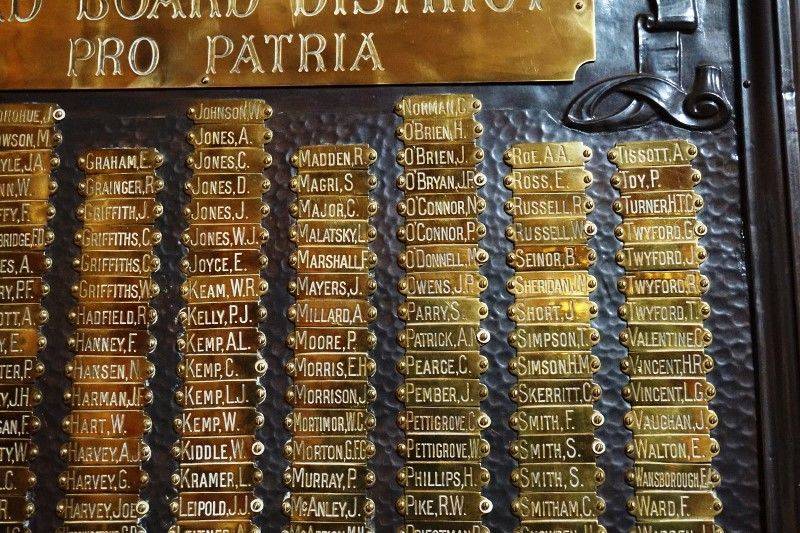 BOARD DISTRICT
PRO PATRIA
GRAHAM, E.
GRAINGER, R
GRIFFITH, J.
GRIFFITHS, C.
GRIFFITHS, C.
GRIFFITHS, W
HADFIELD, R
HANNEY, F.
HANSEN, N
HARMAN, J.F.
HART, W.
HARVEY, A.J.
HARVEY, G.
HARVEY, JOE
JOHNSON, W.
JONES, A.
JONES, C.
JONES, D.
JONES, J.
JONES, W.J.
JOYCE, E.
KEAM, W.R.
KELLY, P.J.
KEMP, A.L.
KEMP, C.
KEMP, L.J.
KEMP, W.
KIDDLE, W.
KRAMER, L.
LEIPOLD, J.J.
MADDEN, R
MAGRI, S
MAJOR, C.
MALATSKY, L
MARSHALL, F
MAYERS, J.
MILLARD, A
MOORE, P.
MORRIS, E.H
MORRISON, J
MORTIMOR, W.C
MORTON, G.F.C
MURRAY, P.
MCANLEY, J.
NORMAN, G.
O'BRIEN, H.
O'BRIEN, J.
O'BRYAN, J.P.
O'CONNOR, N
O'CONNOR, P.
O'DONNELL, M
OWENS, J.P.
PARRY, S.
PATRICK, A.N
PEARCE, C.
PEMBER, J.
PETTIGROVE, C
PETTIGROVE, W
PHILLIPS, H.
PIKE, R.W.
ROE, A.A.
ROSS, E.
RUSSELL, R
RUSSELL, W
SEINOR, B.
SHERIDAN, W
SHORT, J.
SIMPSON, T.
SIMSON, H.M
SKERRITT, C
SMITH, F.
SMITH, S.
SMITH, S.
SMITHAM, C.
TISSOTT, A.
TOY, P.
TURNER, H.T.C
TWYFORD, G
TWYFORD, J.
TWYFORD, R
TWYFORD, T.
VALENTINE, C
VINCENT, H.R
VINCENT, L.G
VAUGHAN, J.
WALTON, E.
WANSBOROUGH, E
WARD, F.